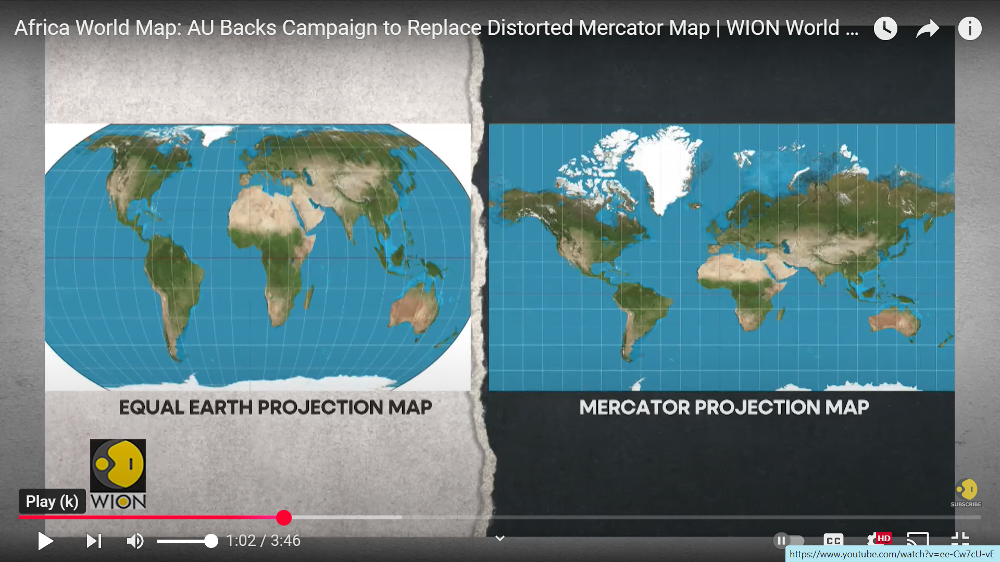 Africa World Map: AU Backs Campaign to Replace Distorted Mercator Map | WION World ...
EQUAL EARTH PROJECTION MAP
MERCATOR PROJECTION MAP
WION
SUBSCRIBE
Play (k)
1:02 / 3:46
CC
HD
https://www.youtube.com/watch?v=ee-Cw7cU-vE